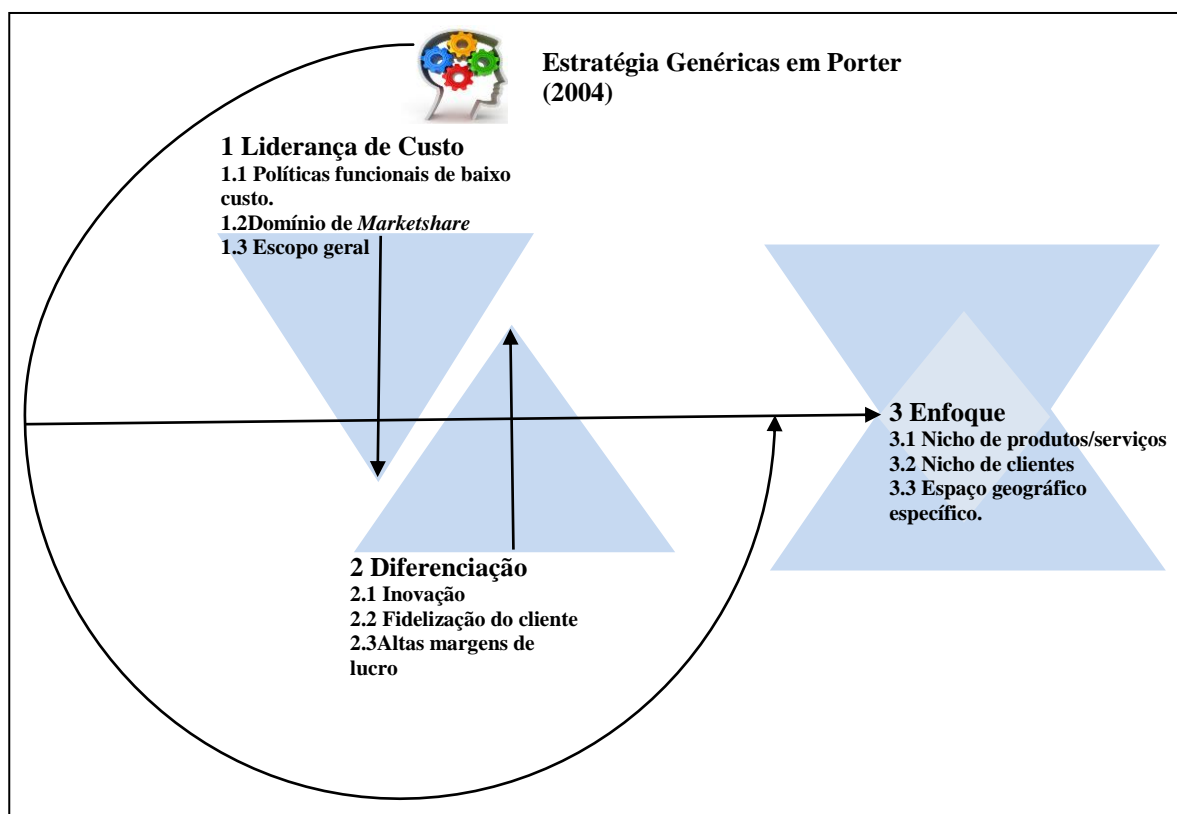 Estratégia Genéricas em Porter
(2004)
1 Liderança de Custo
1.1 Políticas funcionais de baixo
custo.
1.2Domínio de Marketshare
1.3 Escopo geral
3 Enfoque
3.1 Nicho de produtos/serviços
3.2 Nicho de clientes
3.3 Espaço geográfico
específico.
2 Diferenciação
2.1 Inovação
2.2 Fidelização do cliente
2.3Altas margens de
lucro